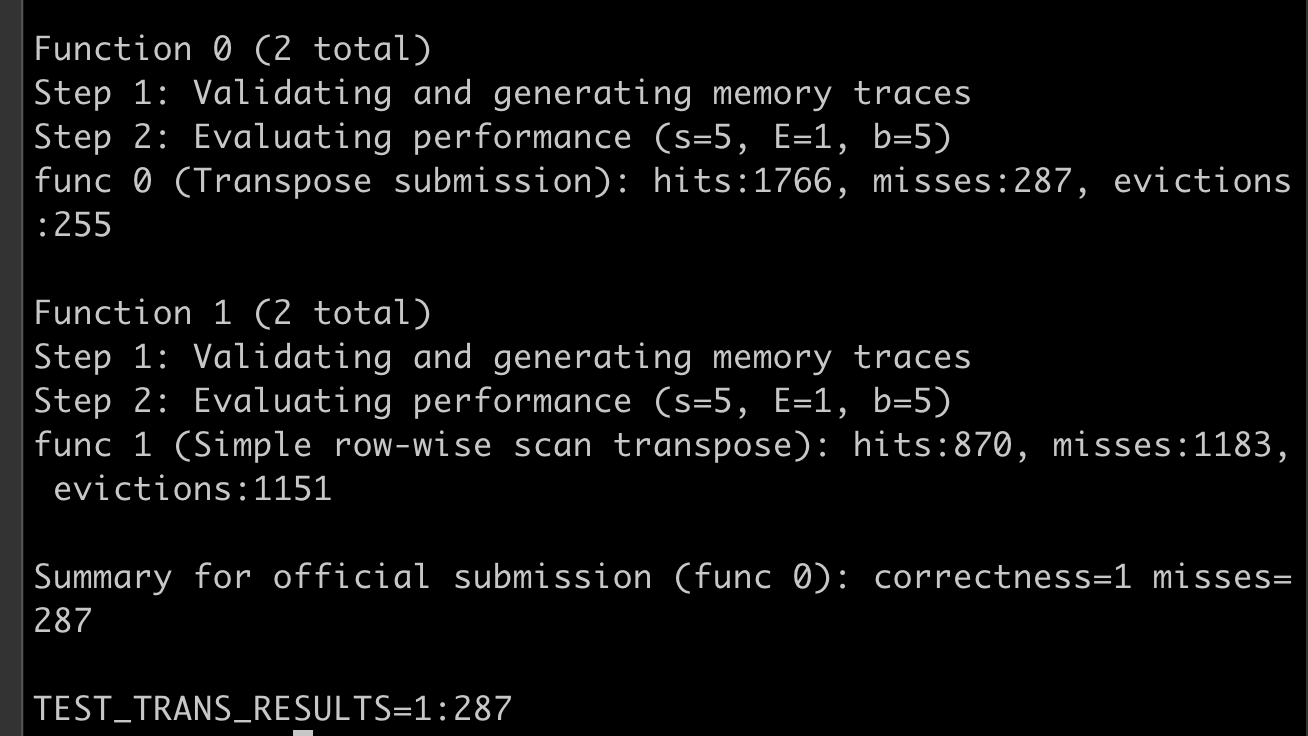 Function 0 (2 total)
Step 1: Validating and generating memory traces
Step 2: Evaluating performance (s=5, E=1, b=5)
func 0 (Transpose submission): hits:1766, misses:287, evictions
:255
Function 1 (2 total)
Step 1: Validating and generating memory traces
Step 2: Evaluating performance (s=5, E=1, b=5)
func 1 (Simple row-wise scan transpose): hits:870, misses:1183,
 evictions:1151
Summary for official submission (func 0): correctness=1 misses=
287
TEST_TRANS_RESULTS=1:287